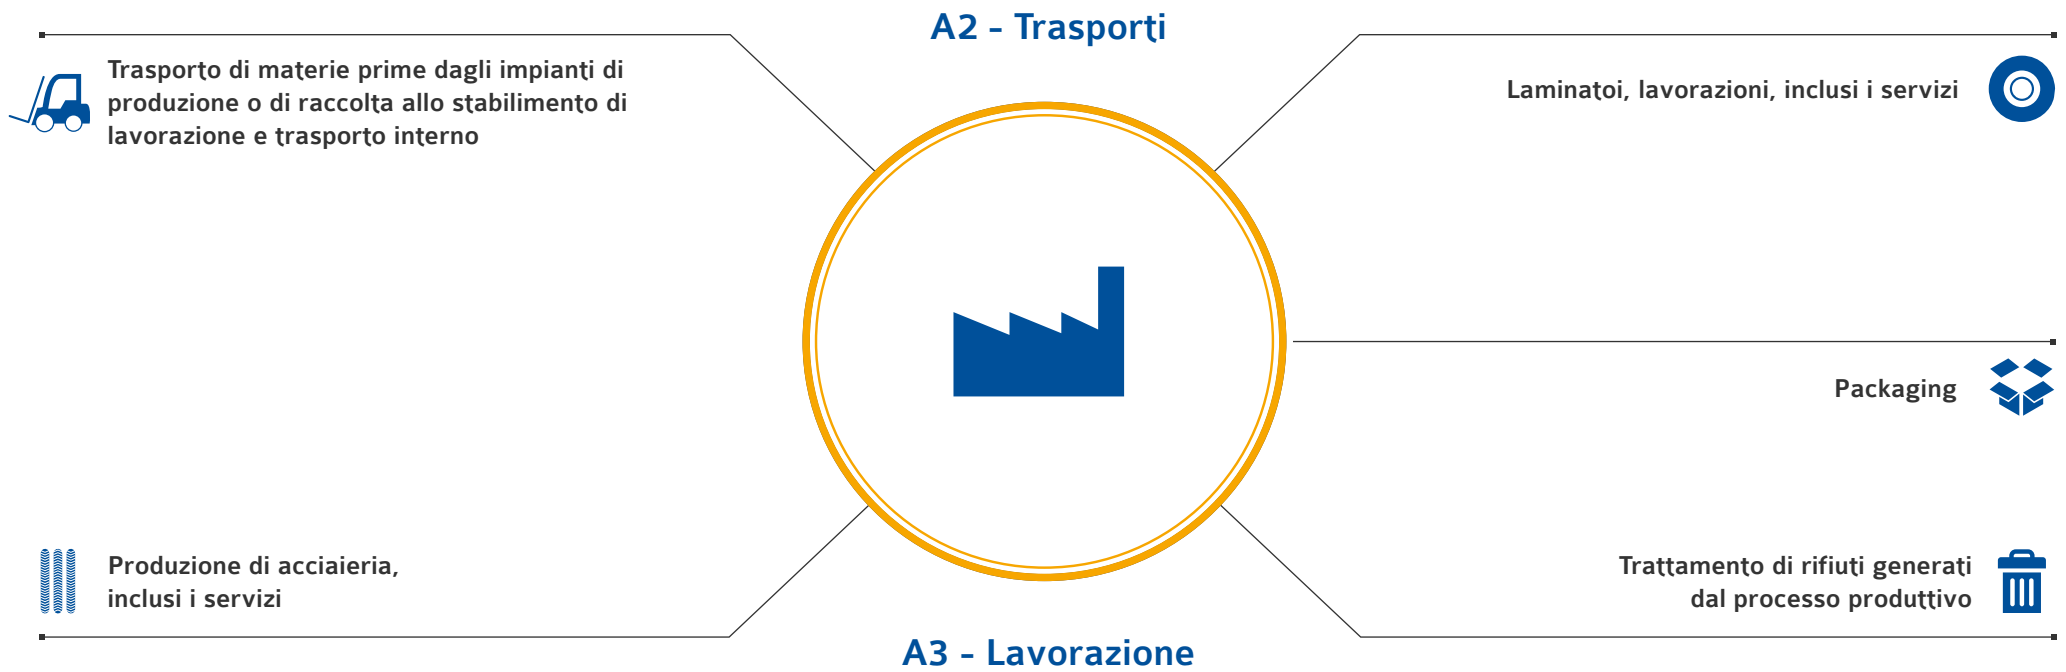 A2 - Trasporti
Trasporto di materie prime dagli impianti di
produzione o di raccolta allo stabilimento di
lavorazione e trasporto interno
Laminatoi, lavorazioni, inclusi i servizi
Packaging
Produzione di acciaieria,
inclusi i servizi
Trattamento di rifiuti generati
dal processo produttivo
A3 - Lavorazione